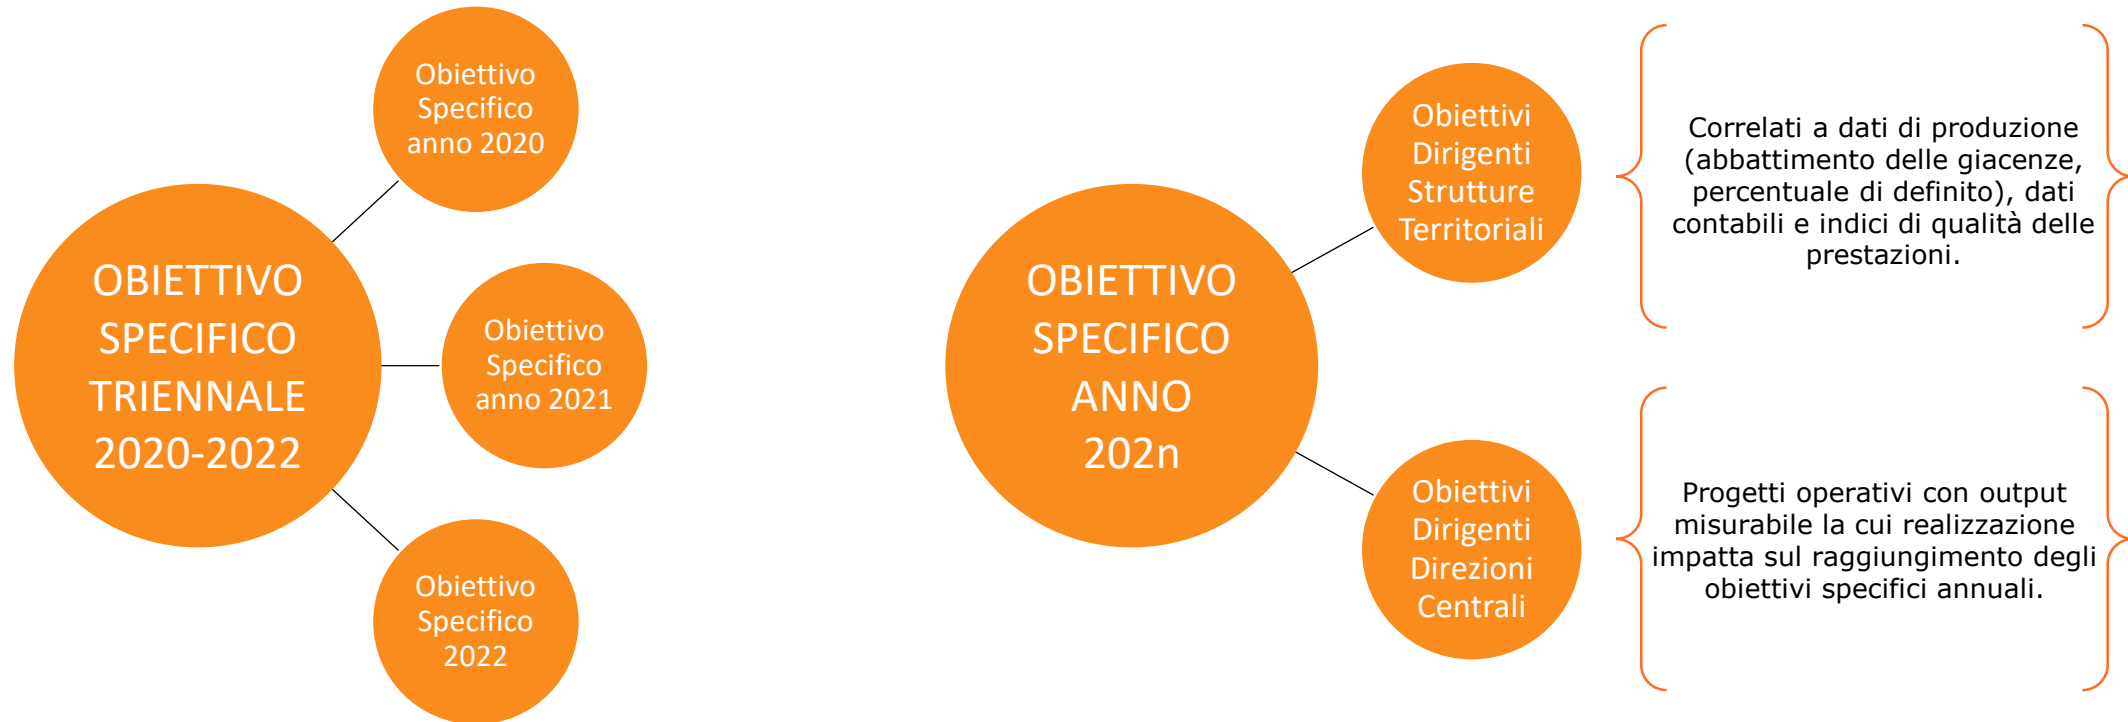 Obiettivo
Specifico
anno 2020
OBIETTIVO
SPECIFICO
TRIENNALE
2020-2022
Obiettivo
Specifico
anno 2021
Obiettivo
Specifico
2022
OBIETTIVO
SPECIFICO
ANNO
202n
Obiettivi
Dirigenti
Strutture
Territoriali
Correlati a dati di produzione
(abbattimento delle giacenze,
percentuale di definito), dati
contabili e indici di qualità delle
prestazioni.
Obiettivi
Dirigenti
Direzioni
Centrali
Progetti operativi con output
misurabile la cui realizzazione
impatta sul raggiungimento degli
obiettivi specifici annuali.